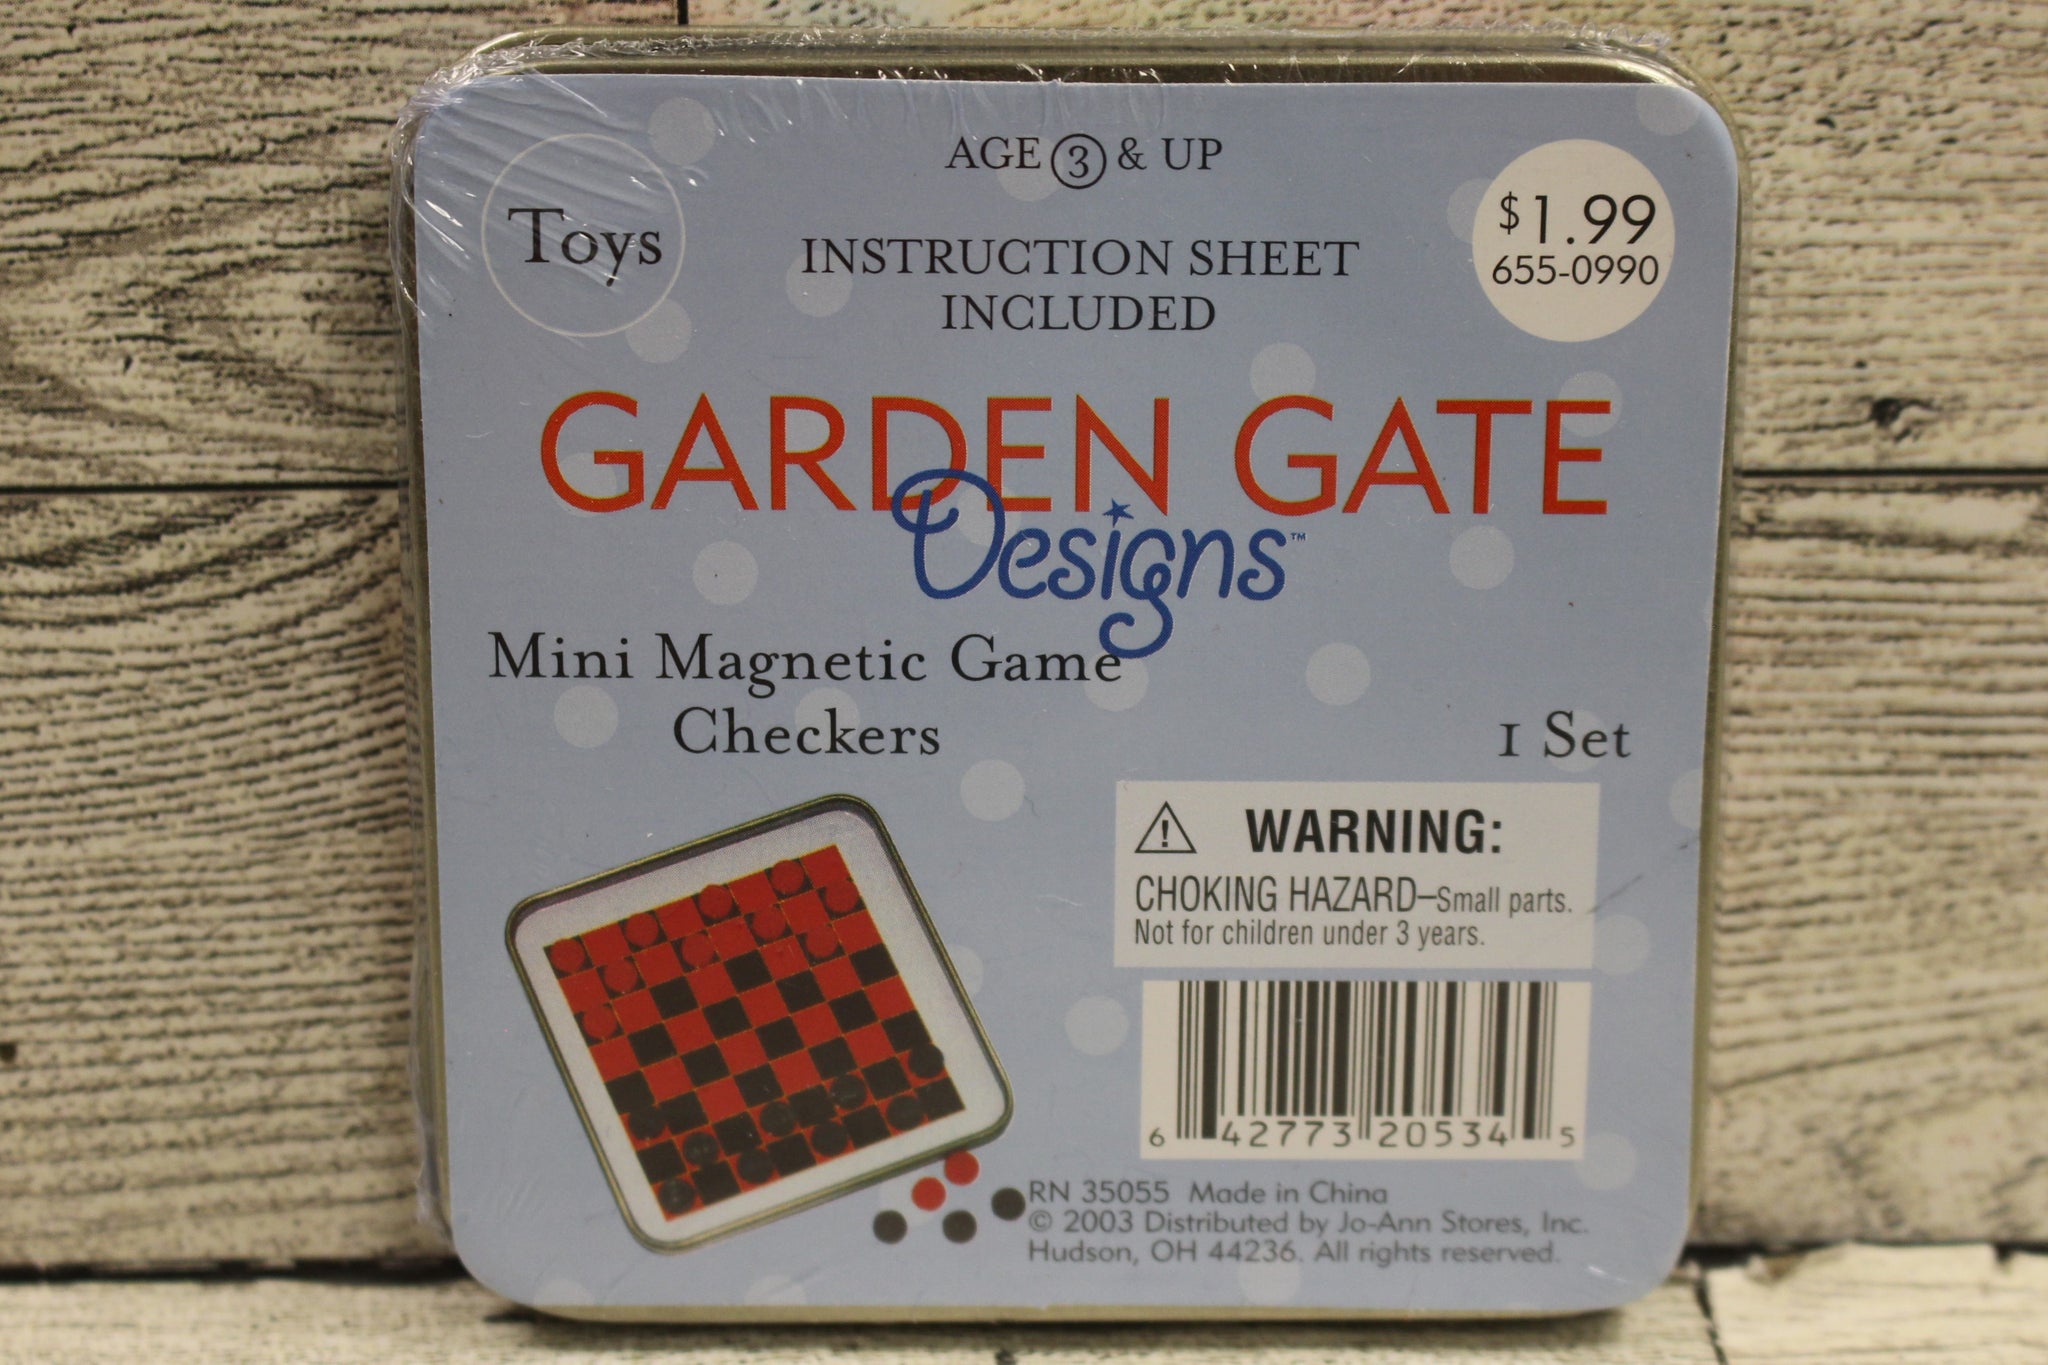 AGE 3 & UP
Toys
INSTRUCTION SHEET
INCLUDED
$1.99
655-0990
GARDEN GATE
Designs™
Mini Magnetic Game
Checkers
1 Set
WARNING:
CHOKING HAZARD—Small parts.
Not for children under 3 years.
6 42773 20534 5
RN 35055 Made in China
© 2003 Distributed by Jo-Ann Stores, Inc.
Hudson, OH 44236. All rights reserved.